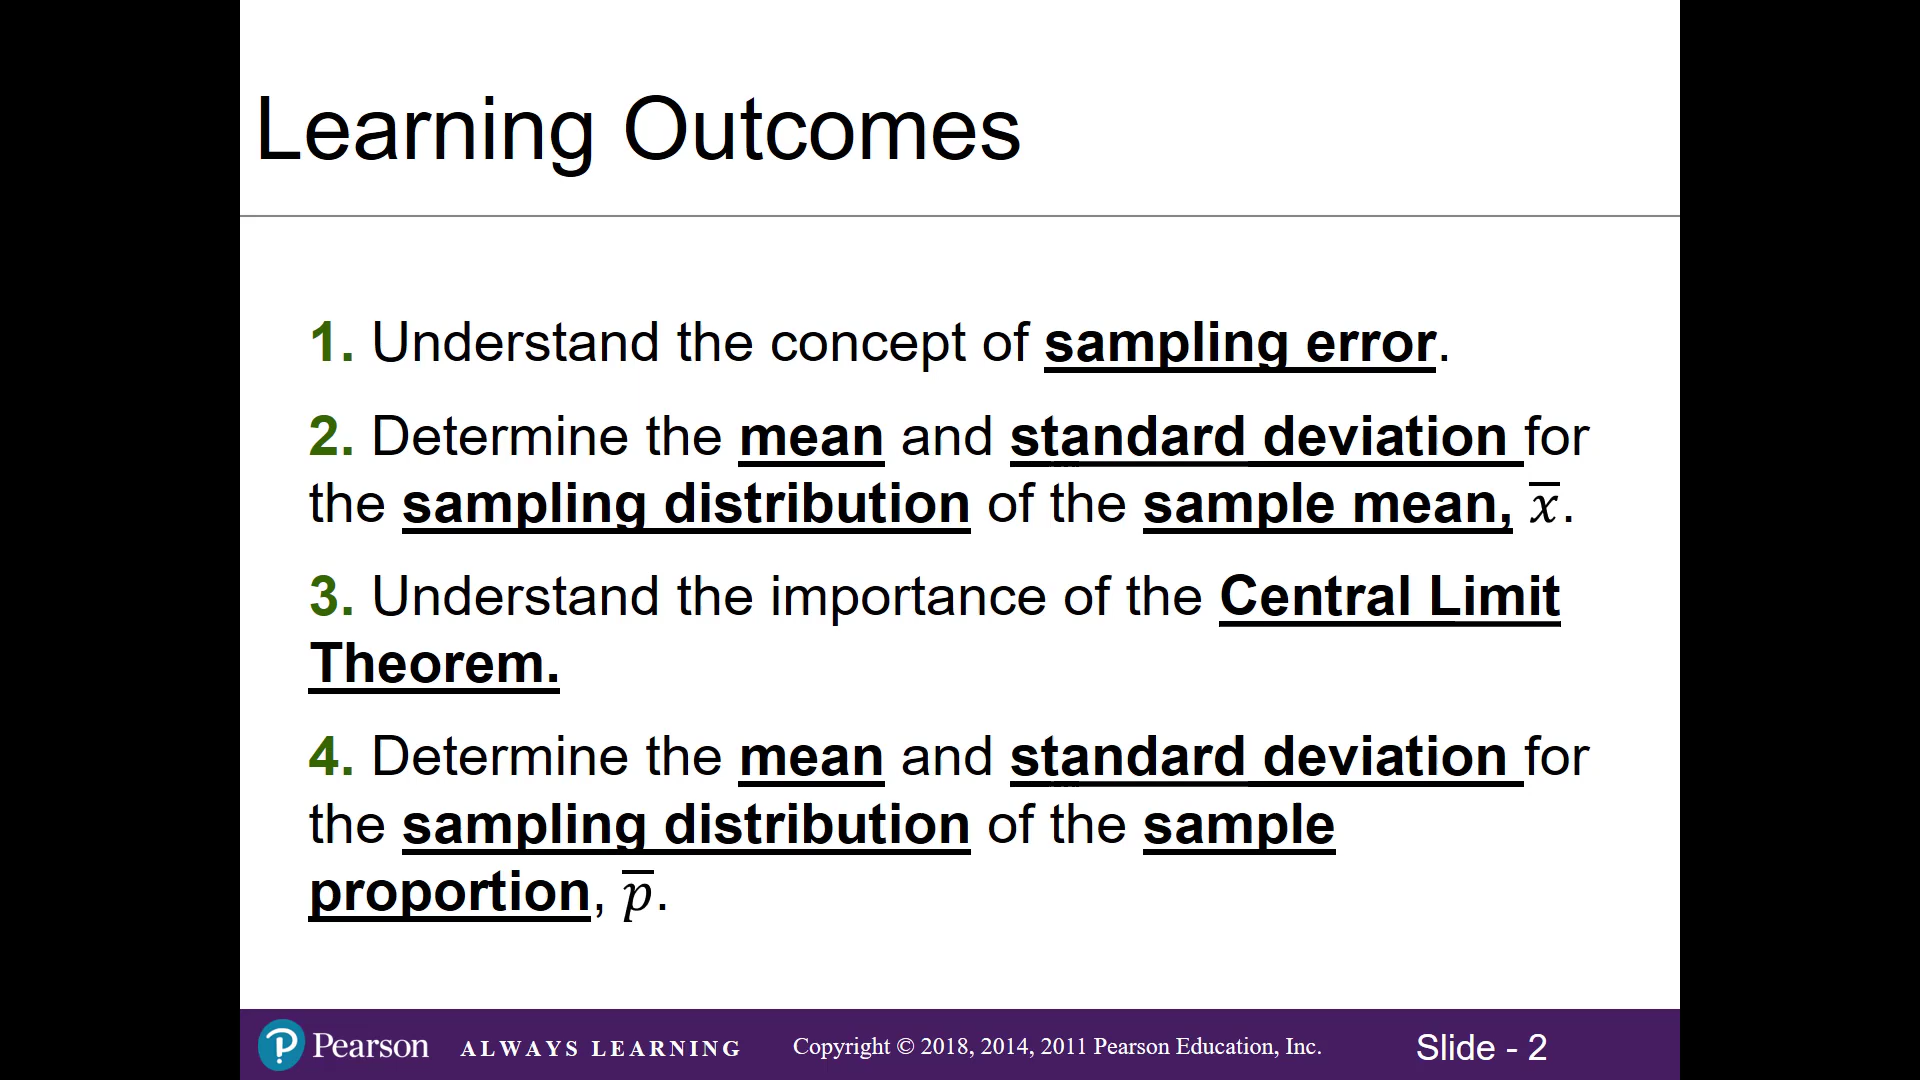 Learning Outcomes
1. Understand the concept of sampling error.
2. Determine the mean and standard deviation for
the sampling distribution of the sample mean, x̅.
3. Understand the importance of the Central Limit
Theorem.
4. Determine the mean and standard deviation for
the sampling distribution of the sample
proportion, p̅.
Pearson ALWAYS LEARNING Copyright © 2018, 2014, 2011 Pearson Education, Inc. Slide - 2